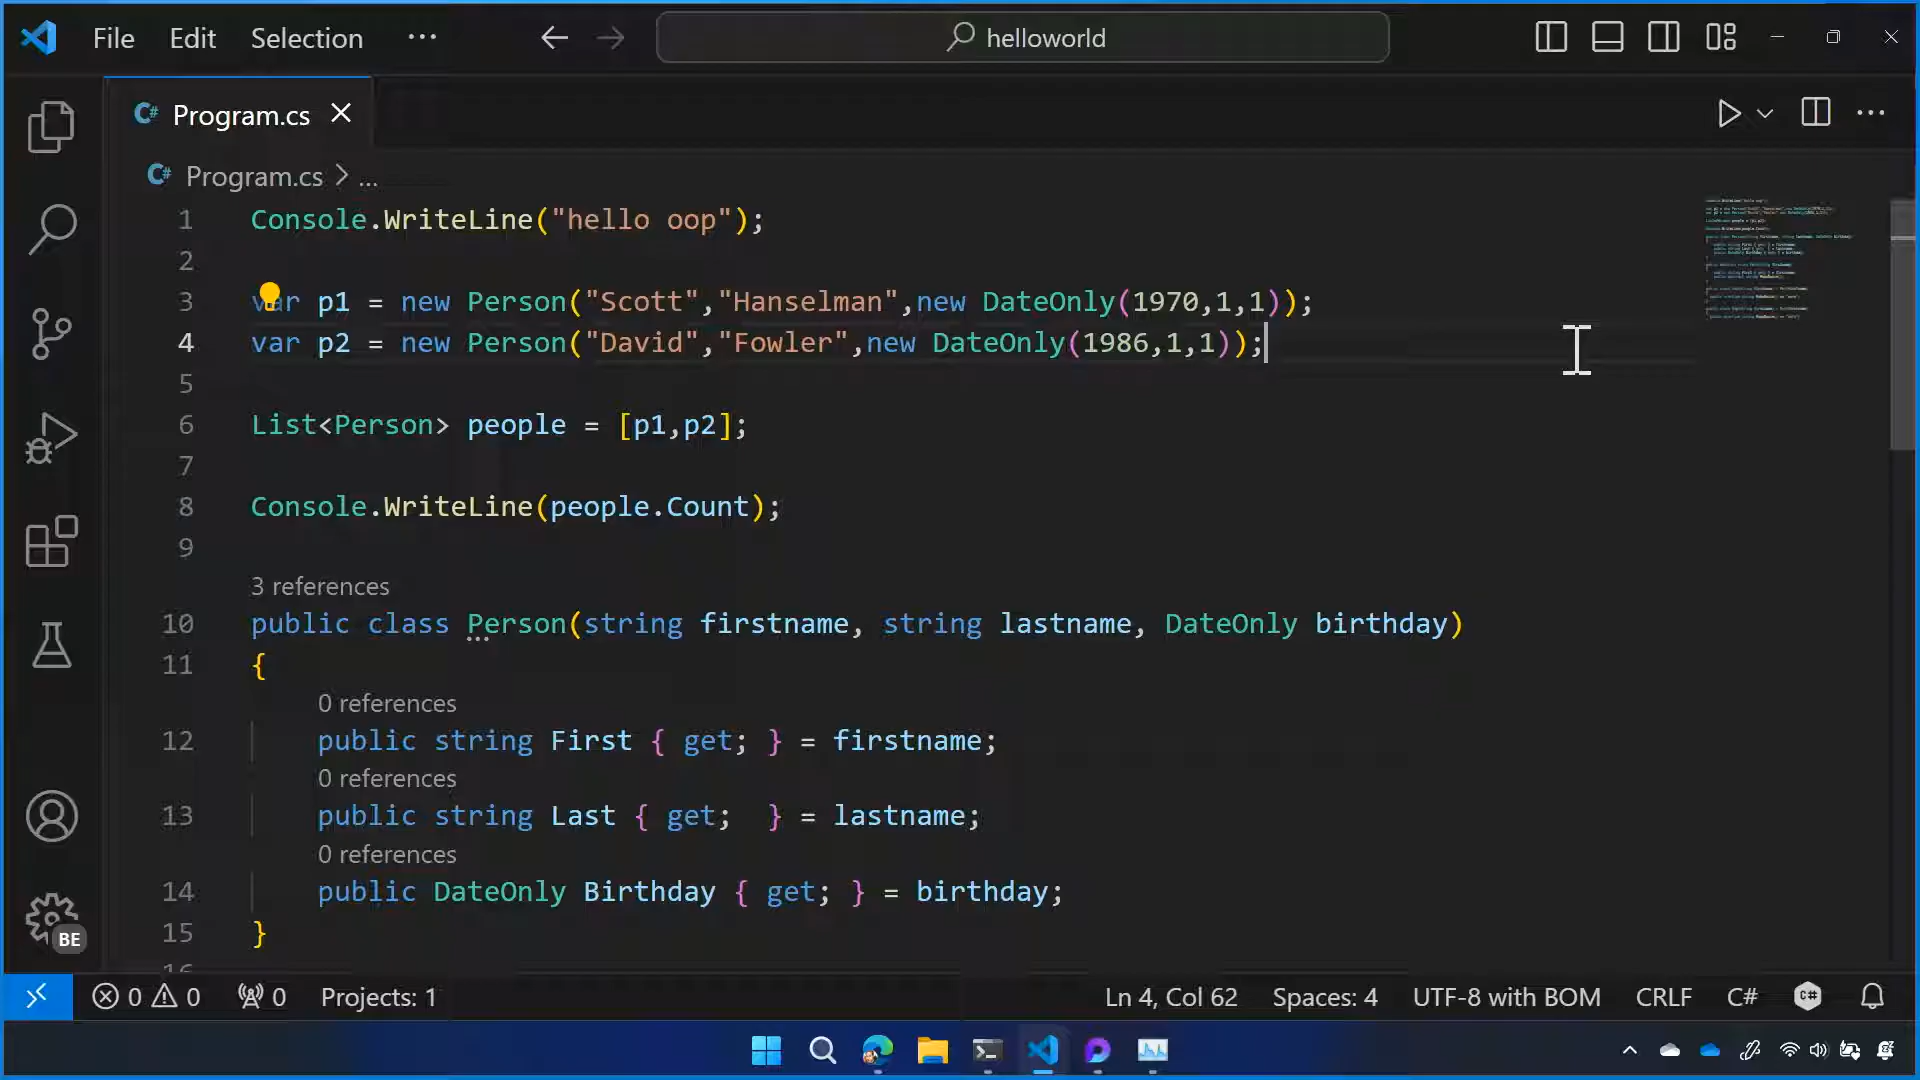 File Edit Selection ··· helloworld
Program.cs
Program.cs > ...
1 Console.WriteLine("hello oop");
2
3 var p1 = new Person("Scott","Hanselman",new DateOnly(1970,1,1));
4 var p2 = new Person("David","Fowler",new DateOnly(1986,1,1));
5
6 List<Person> people = [p1,p2];
7
8 Console.WriteLine(people.Count);
9
3 references
10 public class Person(string firstname, string lastname, DateOnly birthday)
11 {
0 references
12 public string First { get; } = firstname;
0 references
13 public string Last { get;  } = lastname;
0 references
14 public DateOnly Birthday { get; } = birthday;
15 }
16
BE
0 0 0 Projects: 1 Ln 4, Col 62 Spaces: 4 UTF-8 with BOM CRLF C#